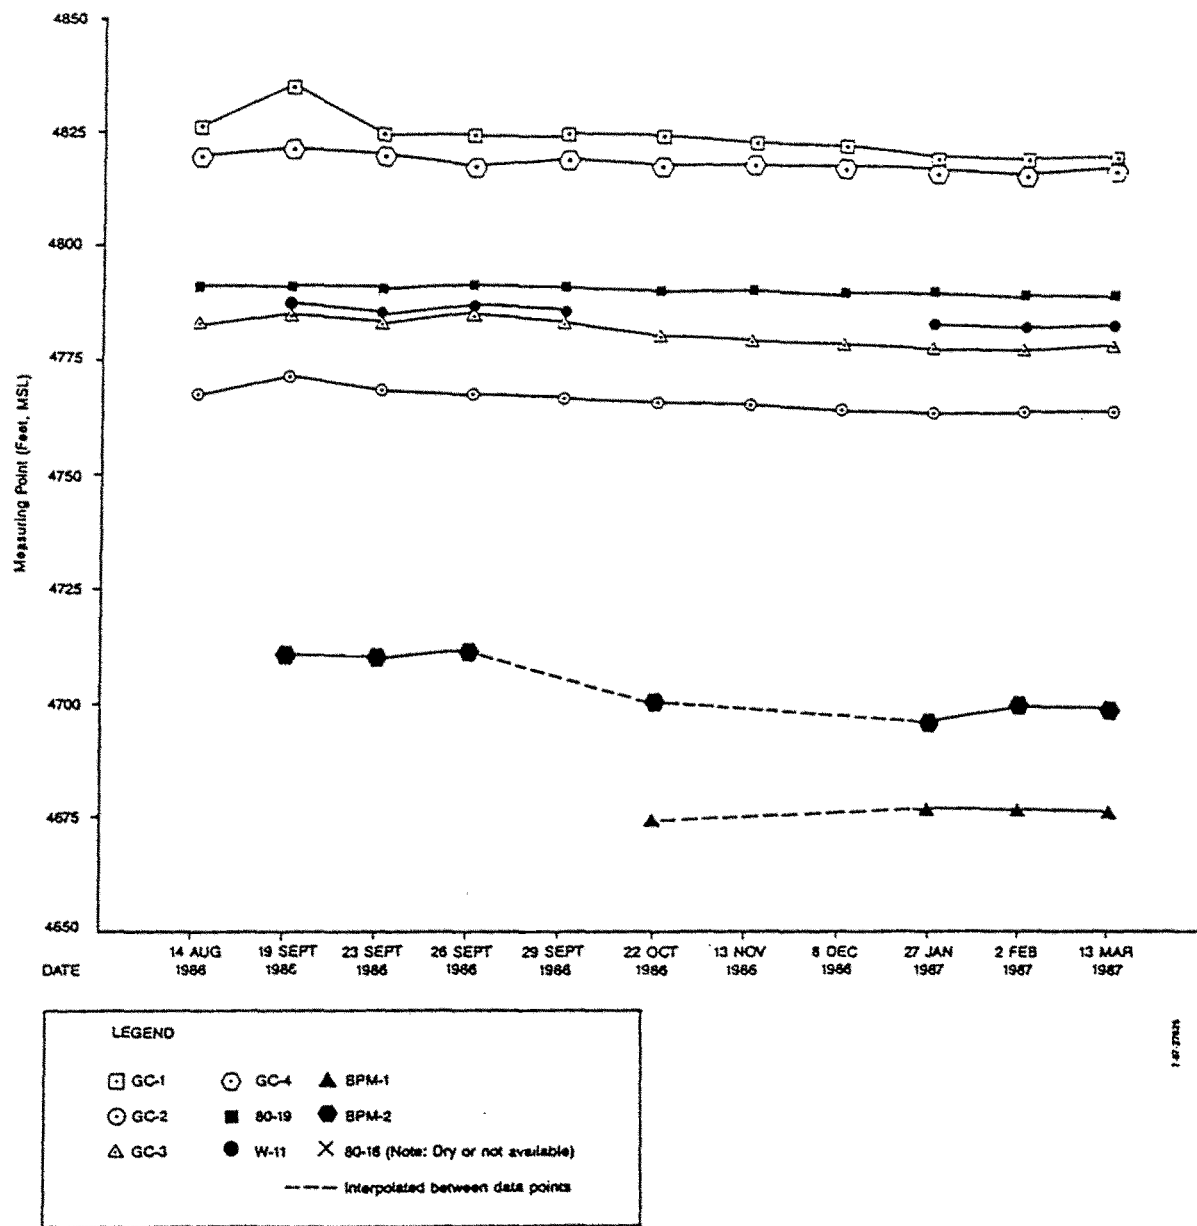 4850
4825
4800
4775
4750
4725
4700
4675
4650
Measuring Point (Feet, MSL)
DATE
14 AUG 1986
19 SEPT 1986
23 SEPT 1986
26 SEPT 1986
29 SEPT 1986
22 OCT 1986
13 NOV 1986
8 DEC 1986
27 JAN 1987
2 FEB 1987
13 MAR 1987
LEGEND
GC-1
GC-4
BPM-1
GC-2
80-19
BPM-2
GC-3
W-11
80-16 (Note: Dry or not available)
Interpolated between data points